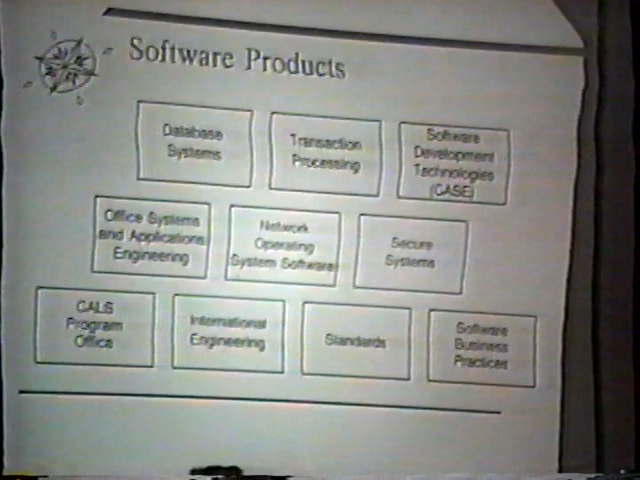 Software Products
Database
Systems
Transaction
Processing
Software
Development
Technologies
(CASE)
Office Systems
and Applications
Engineering
Network
Operating
System Software
Secure
Systems
CALS
Program
Office
International
Engineering
Standards
Software
Business
Practices